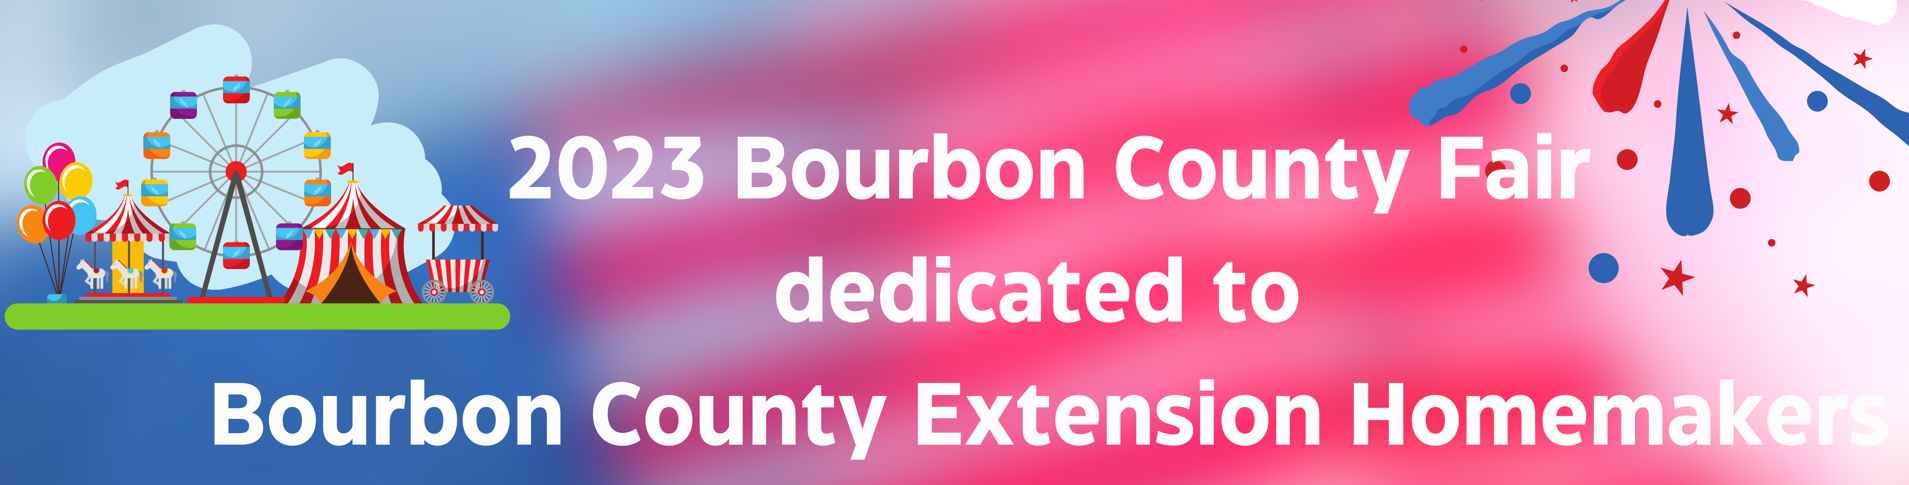 2023 Bourbon County Fair
dedicated to
Bourbon County Extension Homemakers